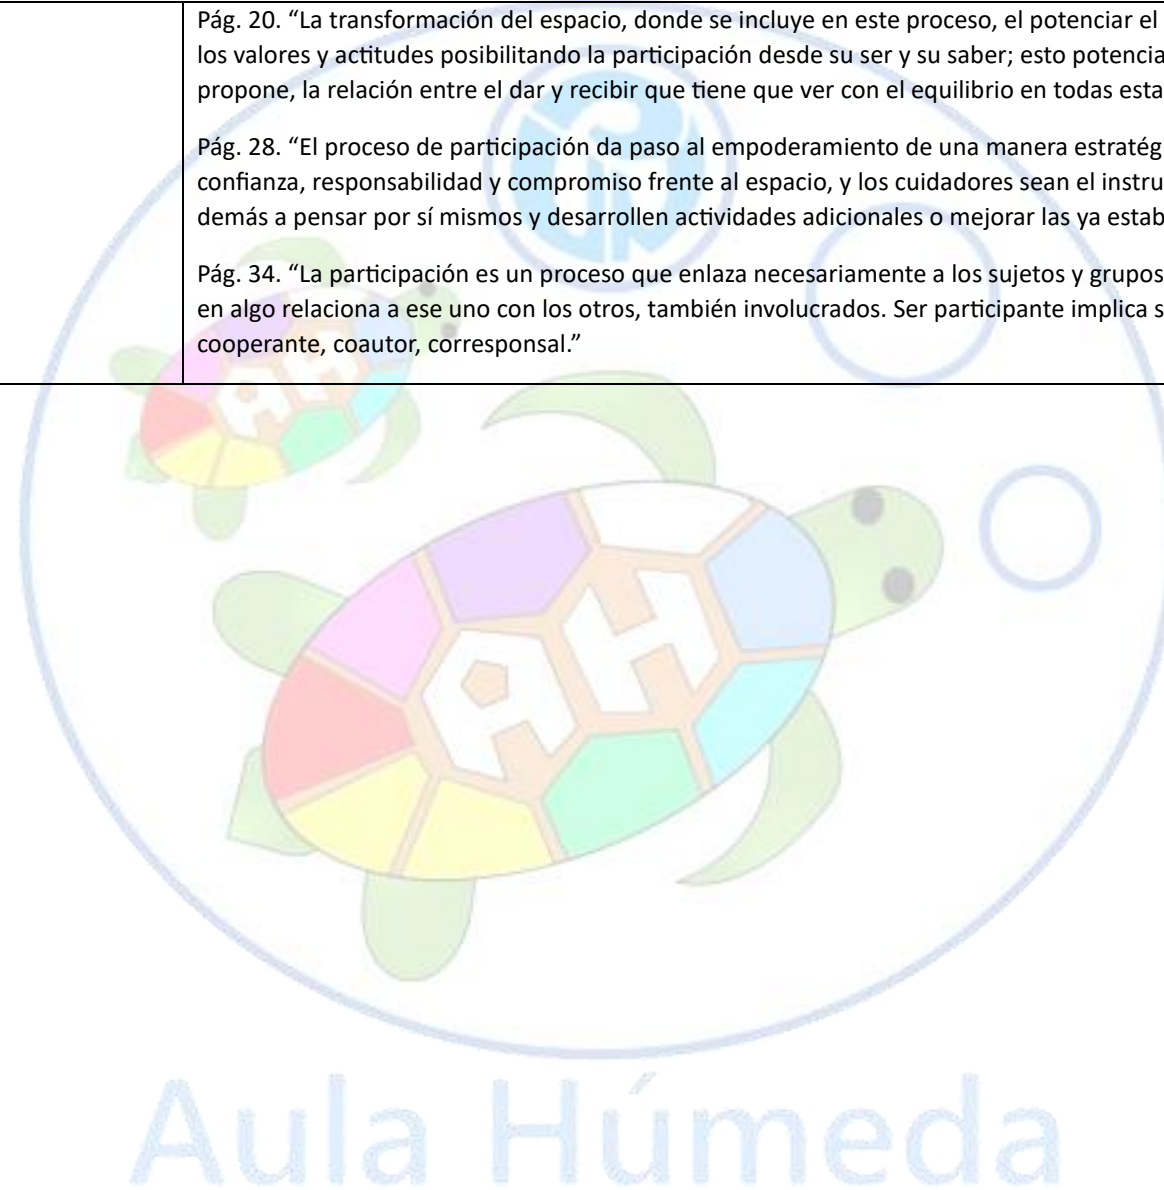 Pág. 20. “La transformación del espacio, donde se incluye en este proceso, el potenciar el
los valores y actitudes posibilitando la participación desde su ser y su saber; esto potencia
propone, la relación entre el dar y recibir que tiene que ver con el equilibrio en todas esta
Pág. 28. “El proceso de participación da paso al empoderamiento de una manera estratég
confianza, responsabilidad y compromiso frente al espacio, y los cuidadores sean el instru
demás a pensar por sí mismos y desarrollen actividades adicionales o mejorar las ya estab
Pág. 34. “La participación es un proceso que enlaza necesariamente a los sujetos y grupos
en algo relaciona a ese uno con los otros, también involucrados. Ser participante implica s
cooperante, coautor, corresponsal.”
AH
AH
Aula Húmeda